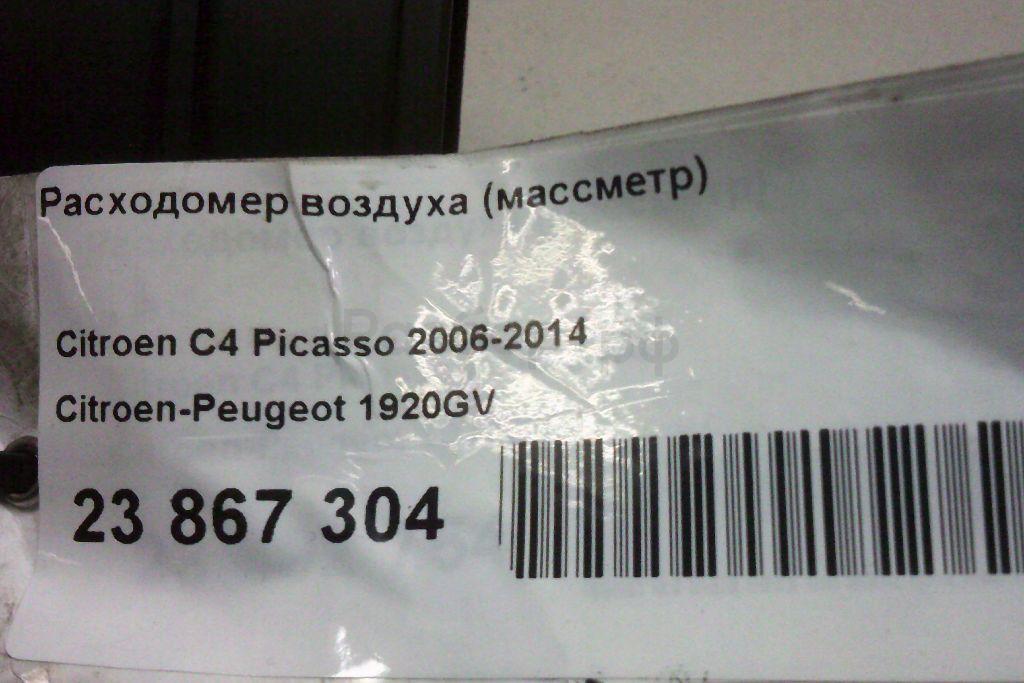 Расходомер воздуха (массметр)
Citroen C4 Picasso 2006-2014
Citroen-Peugeot 1920GV
23 867 304